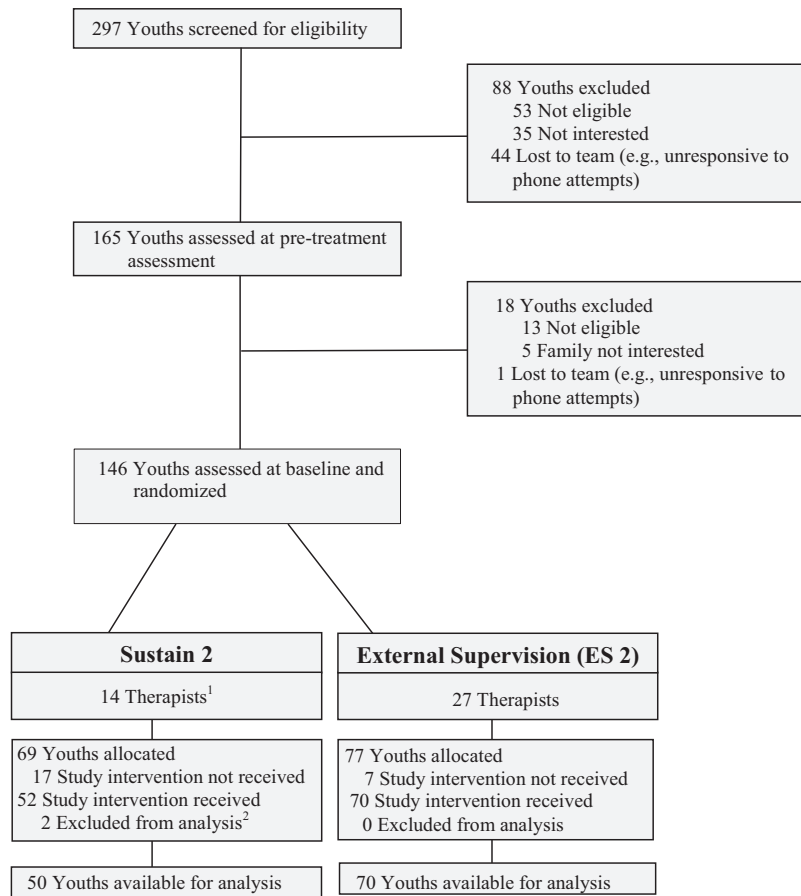 297 Youths screened for eligibility
88 Youths excluded
53 Not eligible
35 Not interested
44 Lost to team (e.g., unresponsive to
phone attempts)
165 Youths assessed at pre-treatment
assessment
18 Youths excluded
13 Not eligible
5 Family not interested
1 Lost to team (e.g., unresponsive to
phone attempts)
146 Youths assessed at baseline and
randomized
Sustain 2
14 Therapists1
69 Youths allocated
17 Study intervention not received
52 Study intervention received
2 Excluded from analysis2
50 Youths available for analysis
External Supervision (ES 2)
27 Therapists
77 Youths allocated
7 Study intervention not received
70 Study intervention received
0 Excluded from analysis
70 Youths available for analysis